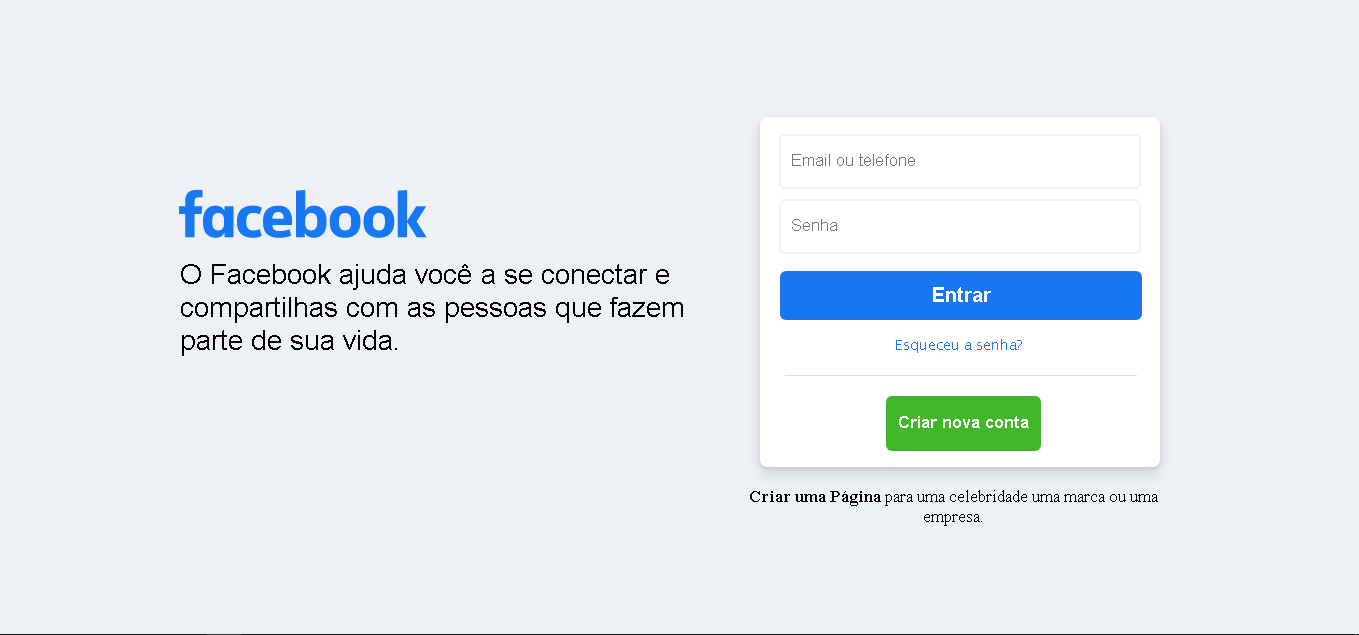 facebook
O Facebook ajuda você a se conectar e
compartilhas com as pessoas que fazem
parte de sua vida.
Email ou telefone
Senha
Entrar
Esqueceu a senha?
Criar nova conta
Criar uma Página para uma celebridade uma marca ou uma
empresa.